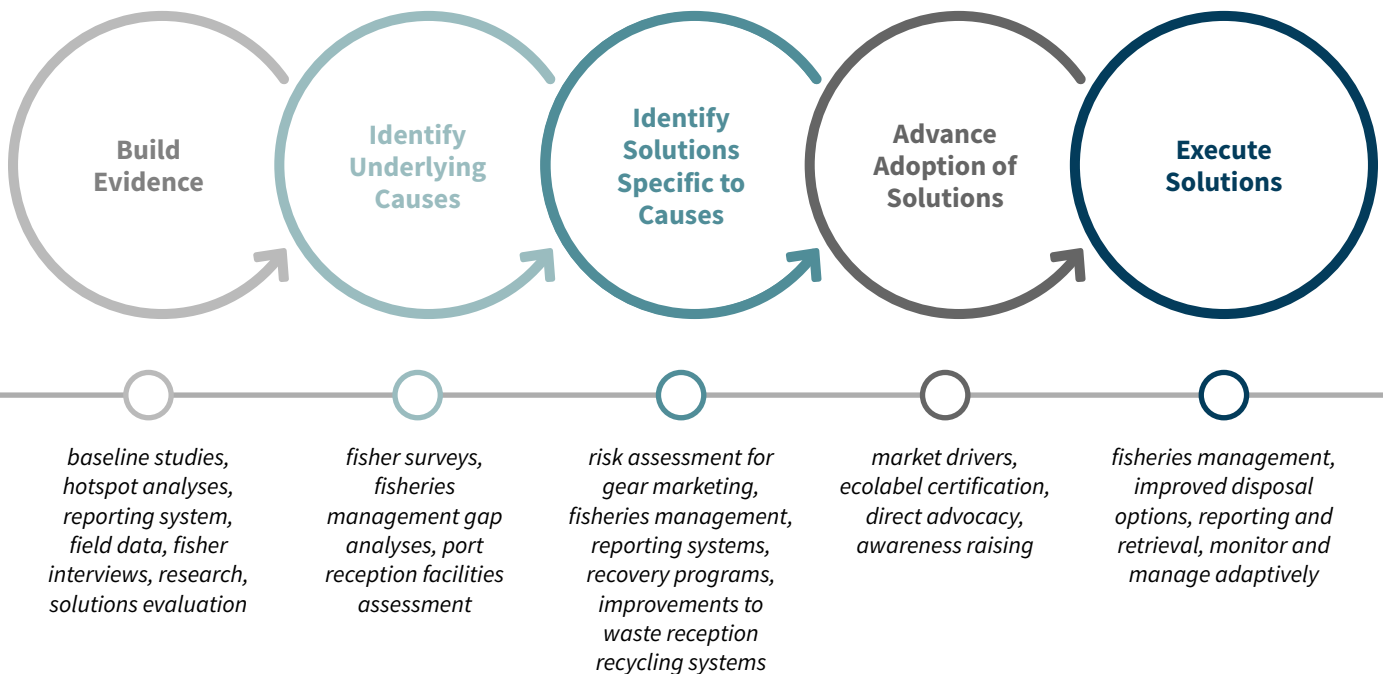 Build
Evidence
Identify
Underlying
Causes
Identify
Solutions
Specific to
Causes
Advance
Adoption of
Solutions
Execute
Solutions
baseline studies,
hotspot analyses,
reporting system,
field data, fisher
interviews, research,
solutions evaluation
fisher surveys,
fisheries
management gap
analyses, port
reception facilities
assessment
risk assessment for
gear marketing,
fisheries management,
reporting systems,
recovery programs,
improvements to
waste reception
recycling systems
market drivers,
ecolabel certification,
direct advocacy,
awareness raising
fisheries management,
improved disposal
options, reporting and
retrieval, monitor and
manage adaptively